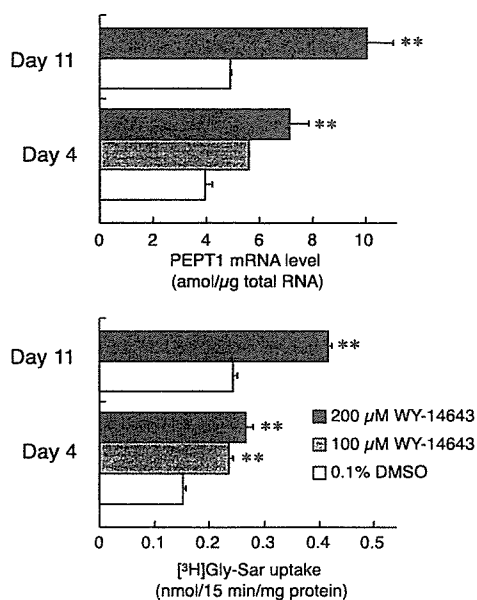 Day 11
**
Day 4
**
0 2 4 6 8 10
PEPT1 mRNA level
(amol/µg total RNA)
Day 11
**
200 µM WY-14643
Day 4
**
100 µM WY-14643
**
0.1% DMSO
0 0.1 0.2 0.3 0.4 0.5
[³H]Gly-Sar uptake
(nmol/15 min/mg protein)